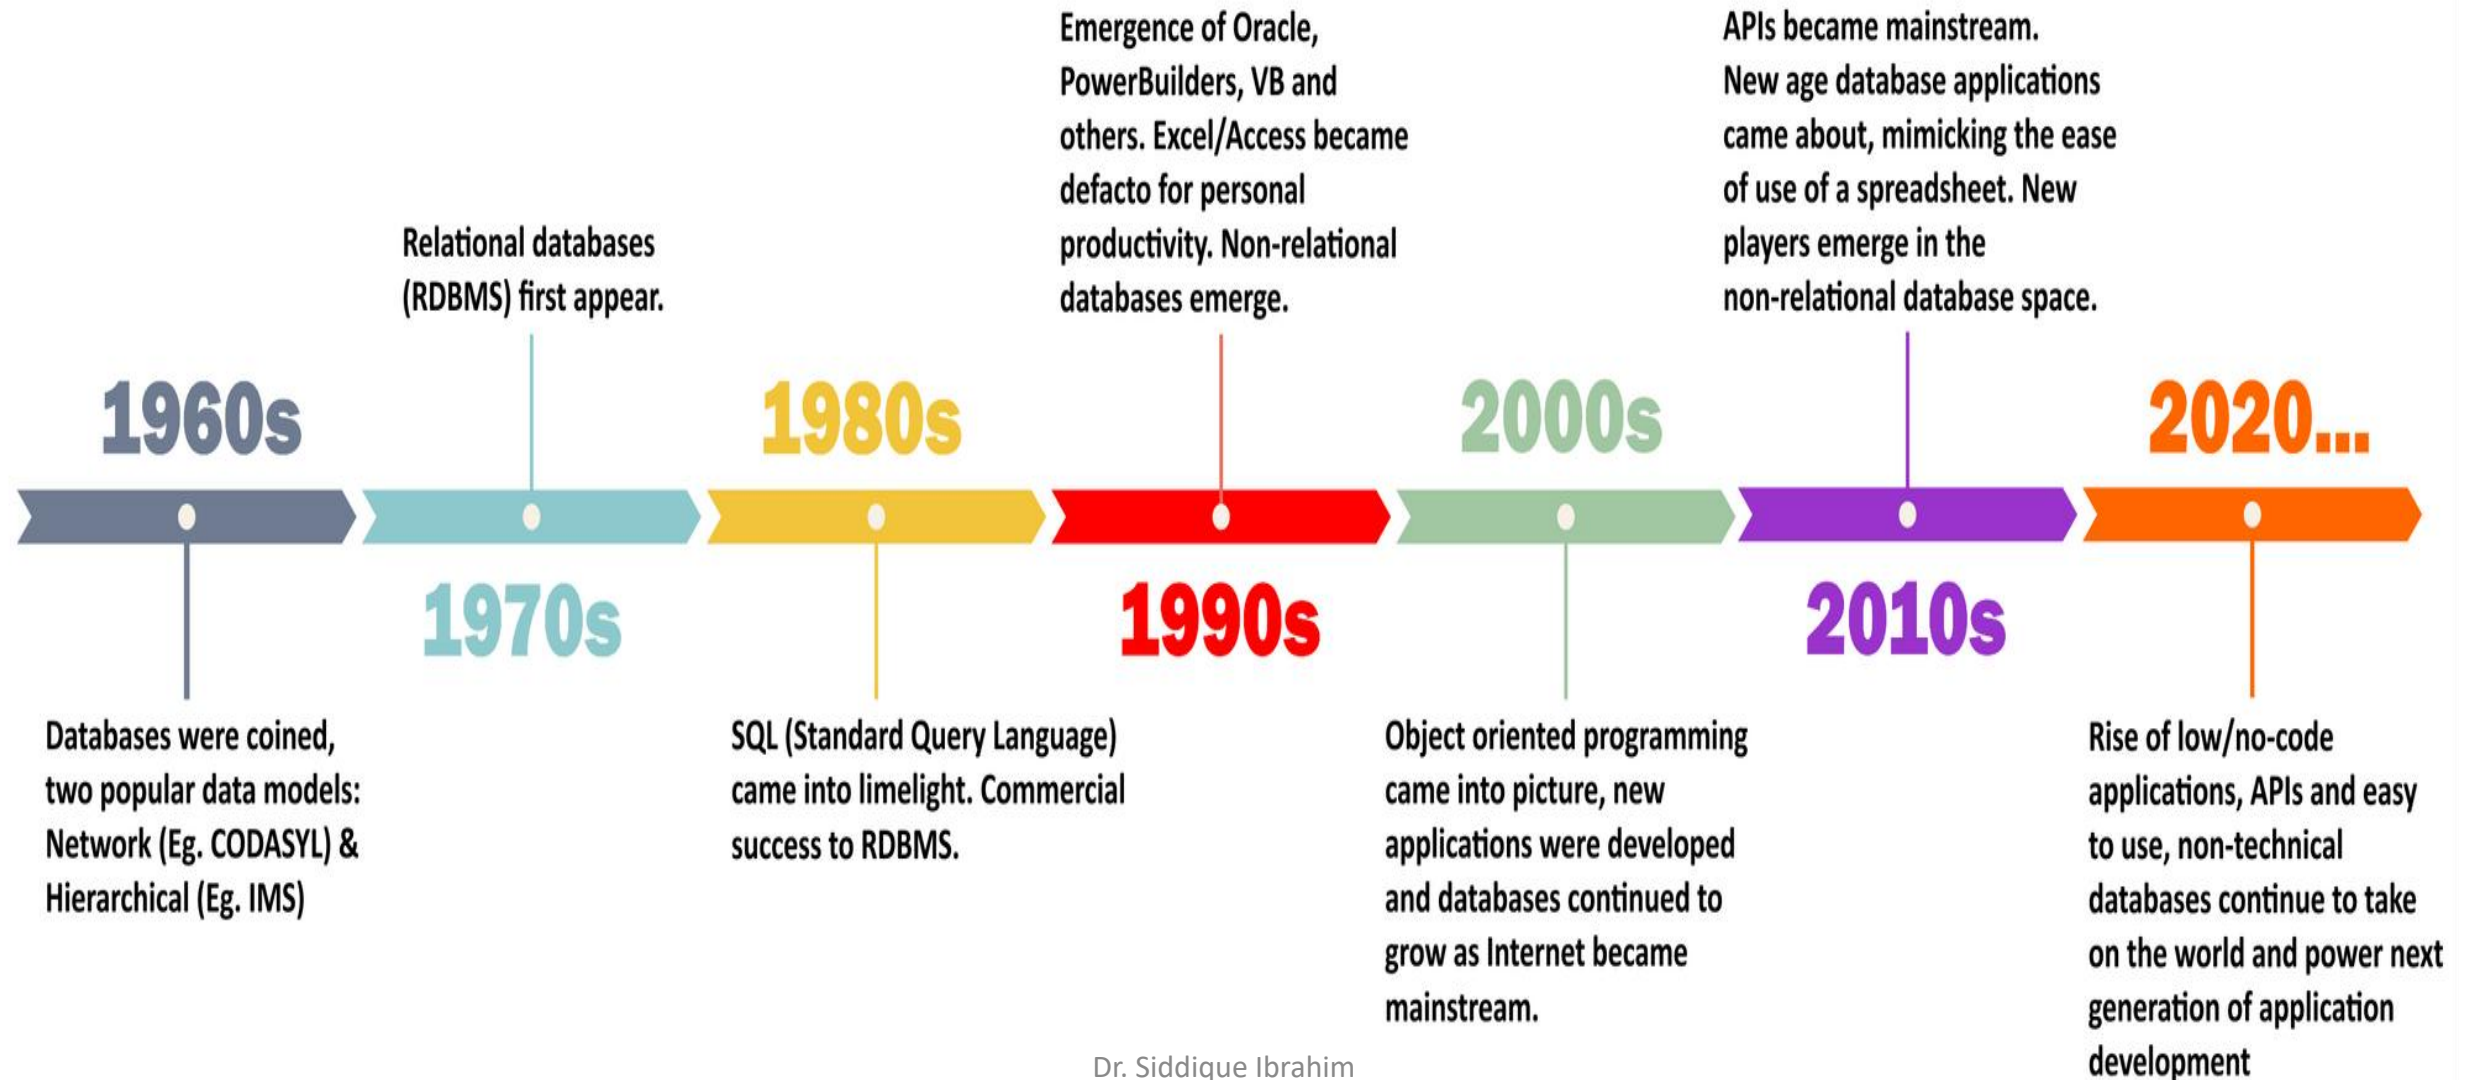 1960s
Databases were coined,
two popular data models:
Network (Eg. CODASYL) &
Hierarchical (Eg. IMS)
Relational databases
(RDBMS) first appear.
1970s
1980s
SQL (Standard Query Language)
came into limelight. Commercial
success to RDBMS.
Emergence of Oracle,
PowerBuilders, VB and
others. Excel/Access became
defacto for personal
productivity. Non-relational
databases emerge.
1990s
2000s
Object oriented programming
came into picture, new
applications were developed
and databases continued to
grow as Internet became
mainstream.
APIs became mainstream.
New age database applications
came about, mimicking the ease
of use of a spreadsheet. New
players emerge in the
non-relational database space.
2010s
2020...
Rise of low/no-code
applications, APIs and easy
to use, non-technical
databases continue to take
on the world and power next
generation of application
development
Dr. Siddique Ibrahim